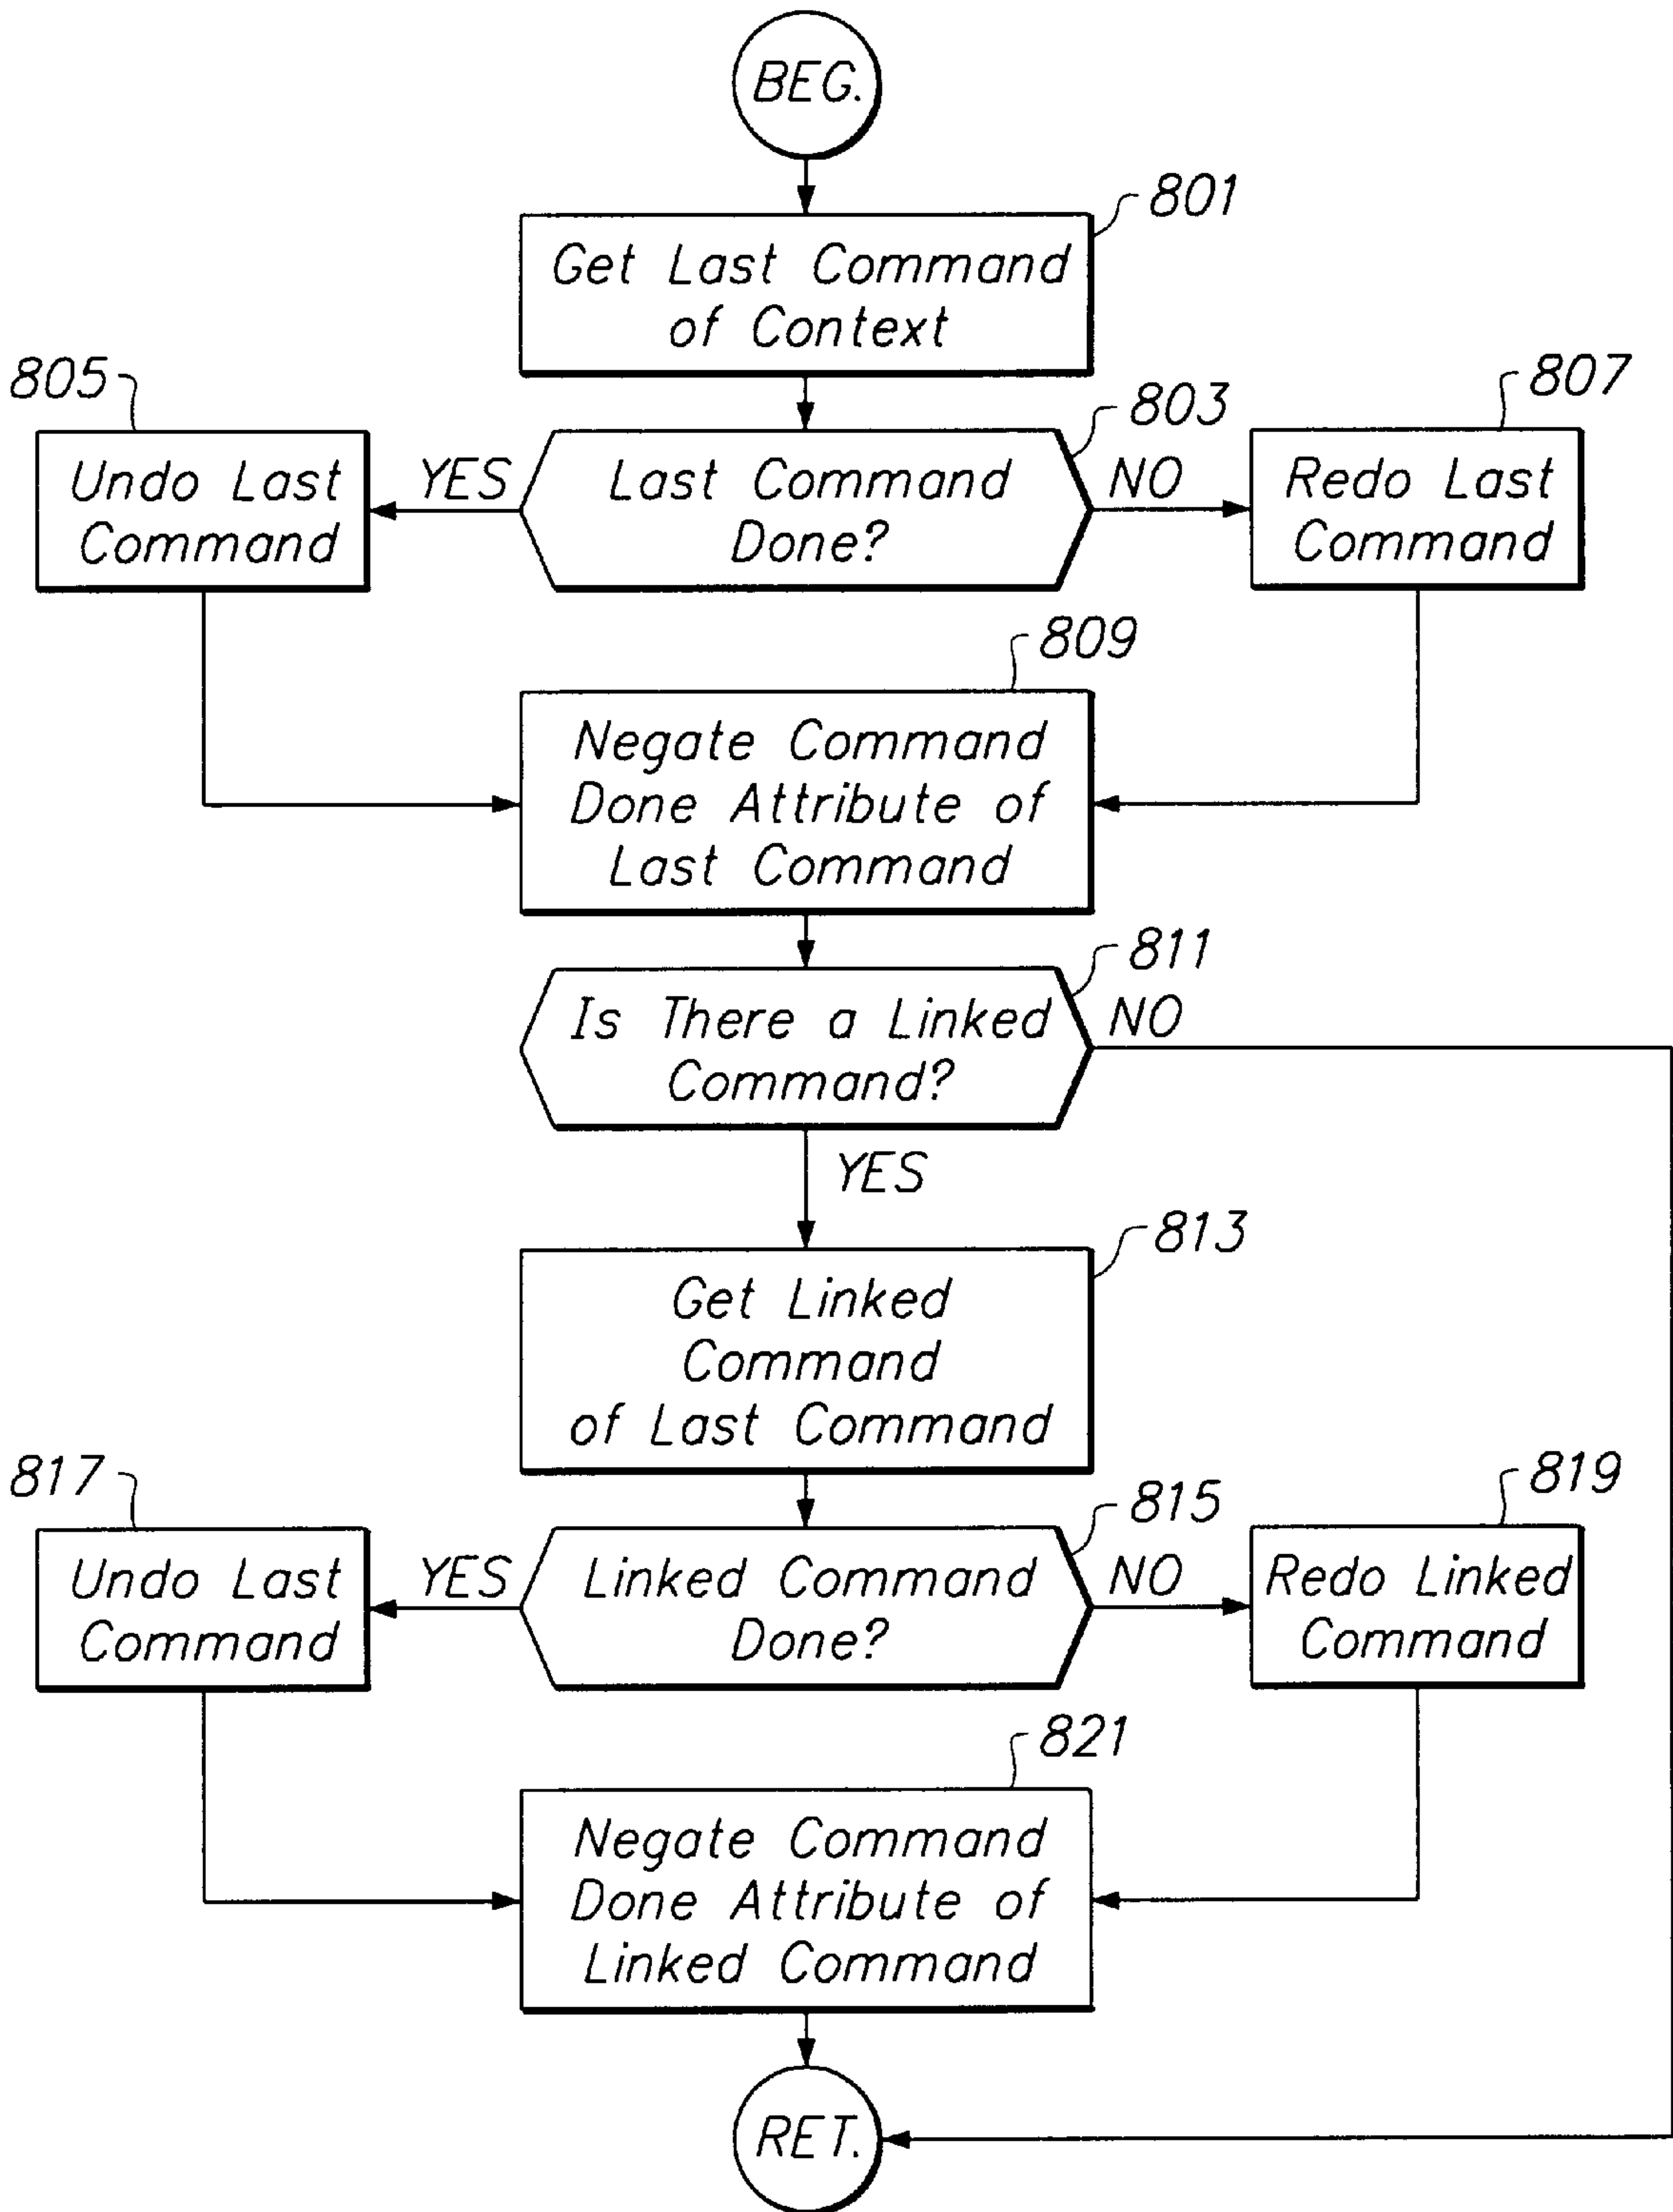 BEG.
801
Get Last Command
of Context
805
803
807
Undo Last
Command
YES
Last Command
Done?
NO
Redo Last
Command
809
Negate Command
Done Attribute of
Last Command
811
Is There a Linked
Command?
NO
YES
813
Get Linked
Command
of Last Command
817
815
819
Undo Last
Command
YES
Linked Command
Done?
NO
Redo Linked
Command
821
Negate Command
Done Attribute of
Linked Command
RET.